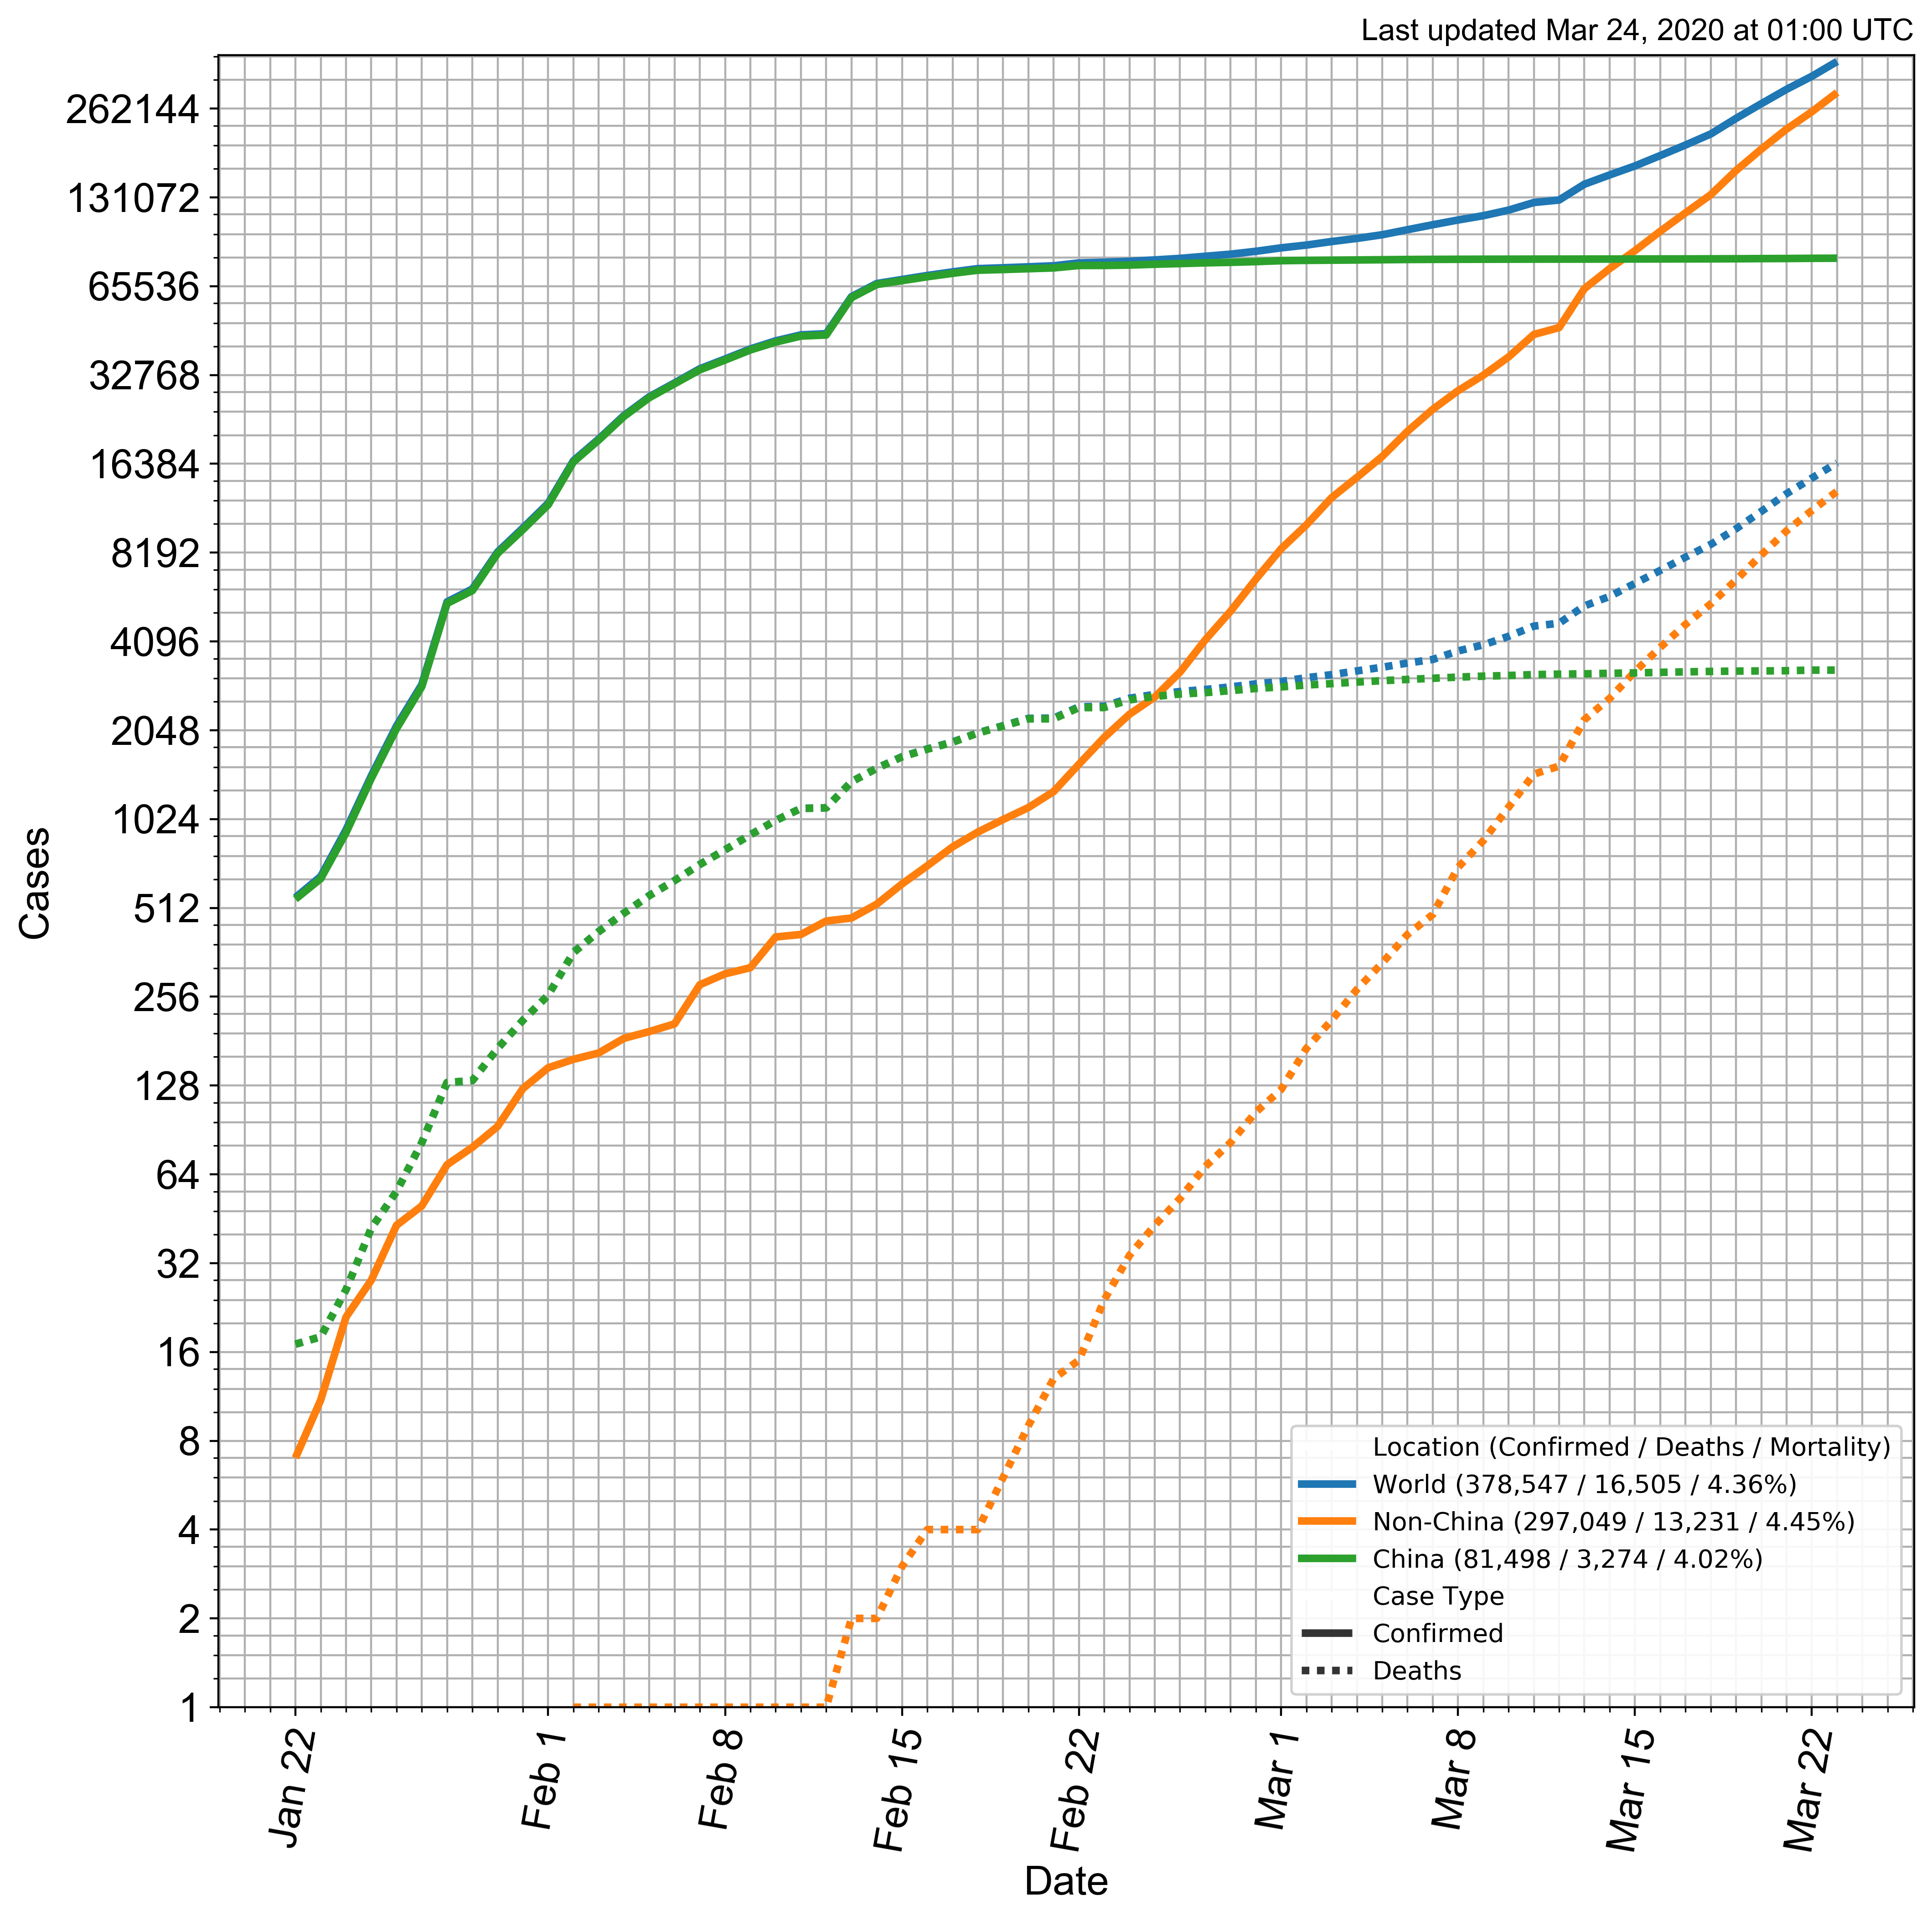 Last updated Mar 24, 2020 at 01:00 UTC
262144
131072
65536
32768
16384
8192
4096
2048
1024
512
256
128
64
32
16
8
4
2
1
Cases
Location (Confirmed / Deaths / Mortality)
World (378,547 / 16,505 / 4.36%)
Non-China (297,049 / 13,231 / 4.45%)
China (81,498 / 3,274 / 4.02%)
Case Type
Confirmed
Deaths
Jan 22
Feb 1
Feb 8
Feb 15
Feb 22
Mar 1
Mar 8
Mar 15
Mar 22
Date